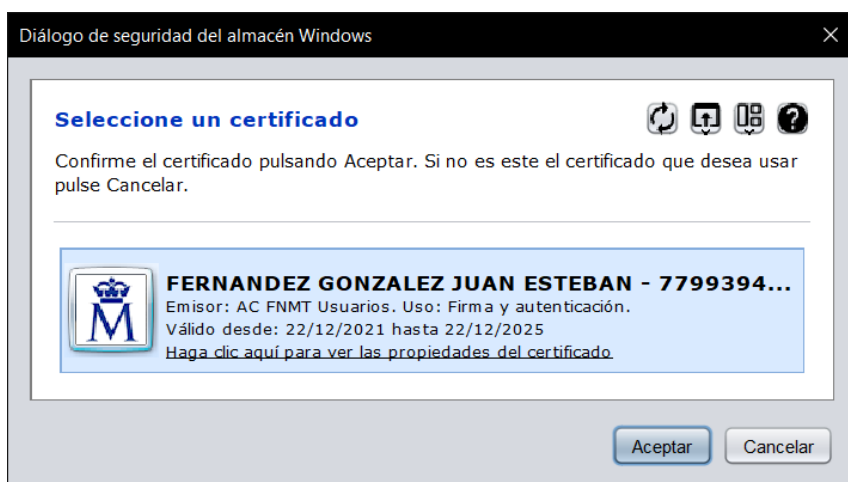 Diálogo de seguridad del almacén Windows
Seleccione un certificado
Confirme el certificado pulsando Aceptar. Si no es este el certificado que desea usar
pulse Cancelar.
FERNANDEZ GONZALEZ JUAN ESTEBAN - 7799394...
Emisor: AC FNMT Usuarios. Uso: Firma y autenticación.
Válido desde: 22/12/2021 hasta 22/12/2025
Haga clic aquí para ver las propiedades del certificado
Aceptar
Cancelar